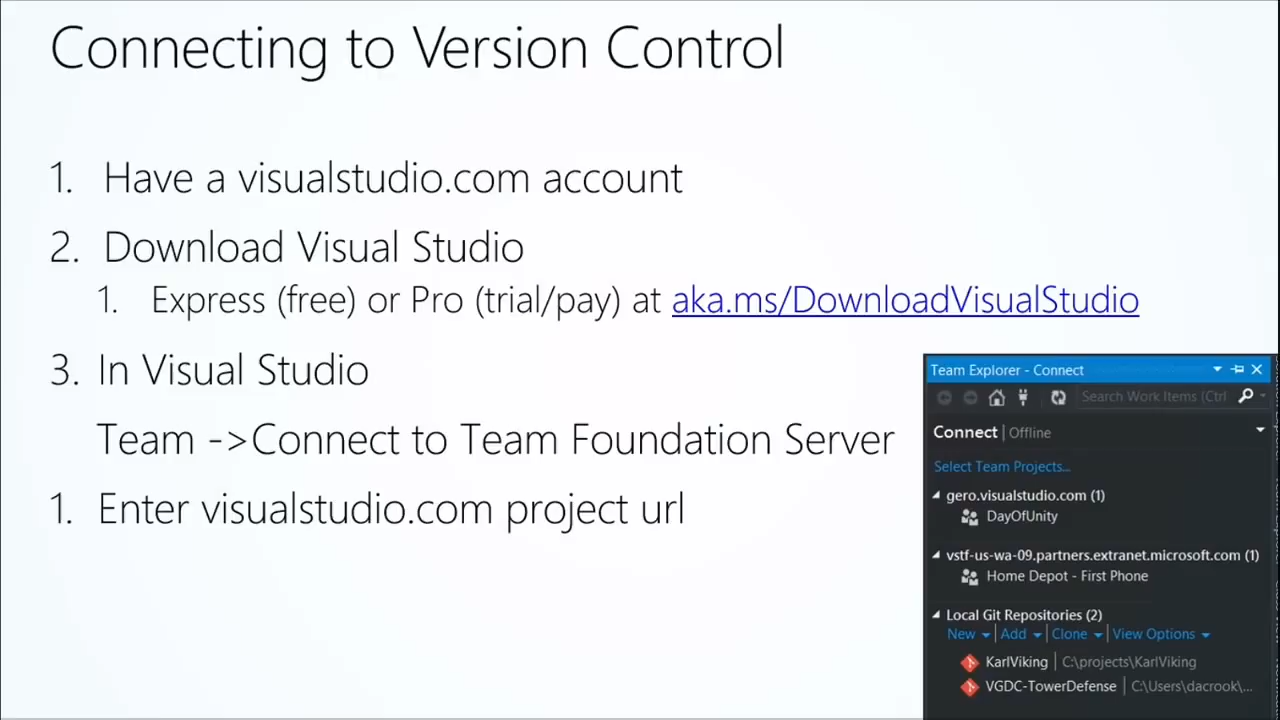 Connecting to Version Control
1. Have a visualstudio.com account
2. Download Visual Studio
1. Express (free) or Pro (trial/pay) at aka.ms/DownloadVisualStudio
3. In Visual Studio
Team ->Connect to Team Foundation Server
1. Enter visualstudio.com project url
Team Explorer - Connect
Search Work Items (Ctrl
Connect | Offline
Select Team Projects...
gero.visualstudio.com (1)
DayOfUnity
vstf-us-wa-09.partners.extranet.microsoft.com (1)
Home Depot - First Phone
Local Git Repositories (2)
New | Add | Clone | View Options
KarlViking | C:\projects\KarlViking
VGDC-TowerDefense | C:\Users\dacrook\...